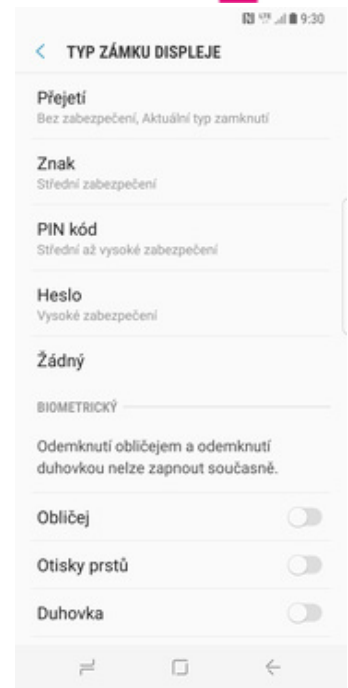 9:30
TYP ZÁMKU DISPLEJE
Přejetí
Bez zabezpečení, Aktuální typ zamknutí
Znak
Střední zabezpečení
PIN kód
Střední až vysoké zabezpečení
Heslo
Vysoké zabezpečení
Žádný
BIOMETRICKÝ
Odemknutí obličejem a odemknutí
duhovkou nelze zapnout současně.
Obličej
Otisky prstů
Duhovka